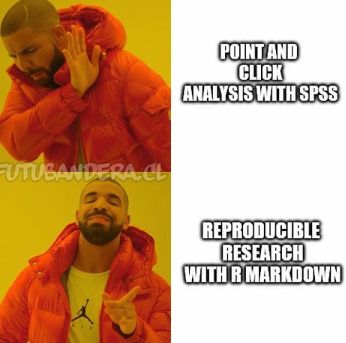 POINT AND
CLICK
ANALYSIS WITH SPSS
FUTUBANDERA.CL
REPRODUCIBLE
RESEARCH
WITH R MARKDOWN